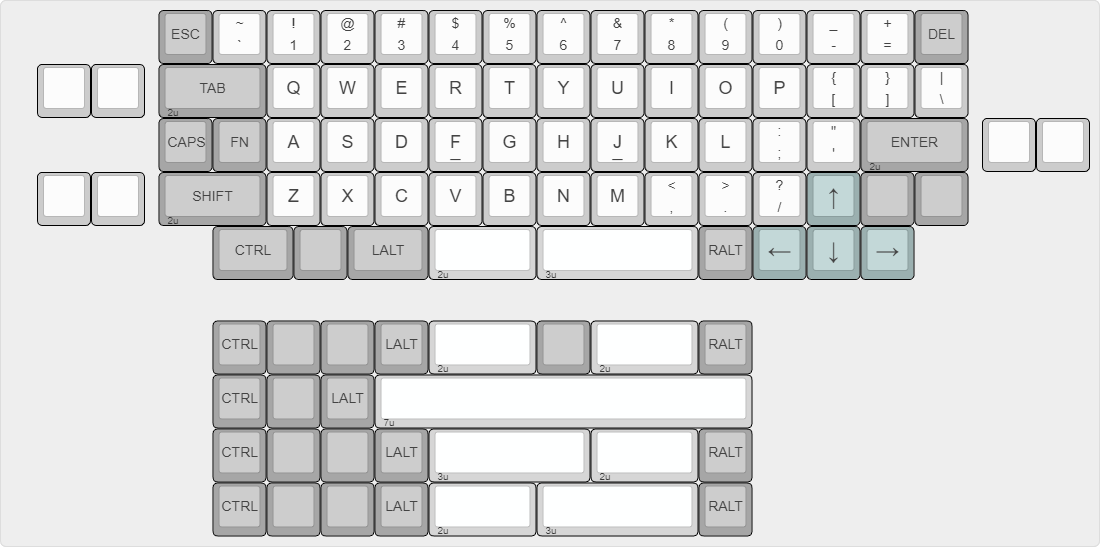 ESC ~ ! @ # $ % ^ & * ( ) _ + DEL
` 1 2 3 4 5 6 7 8 9 0 - =
TAB Q W E R T Y U I O P { } |
[ ] \
2u
CAPS FN A S D F G H J K L : " ENTER
; '
2u
SHIFT Z X C V B N M < > ? ↑
, . /
2u
CTRL LALT RALT ← ↓ →
2u 3u
CTRL LALT RALT
2u 2u
CTRL LALT
7u
CTRL LALT RALT
3u 2u
CTRL LALT RALT
2u 3u